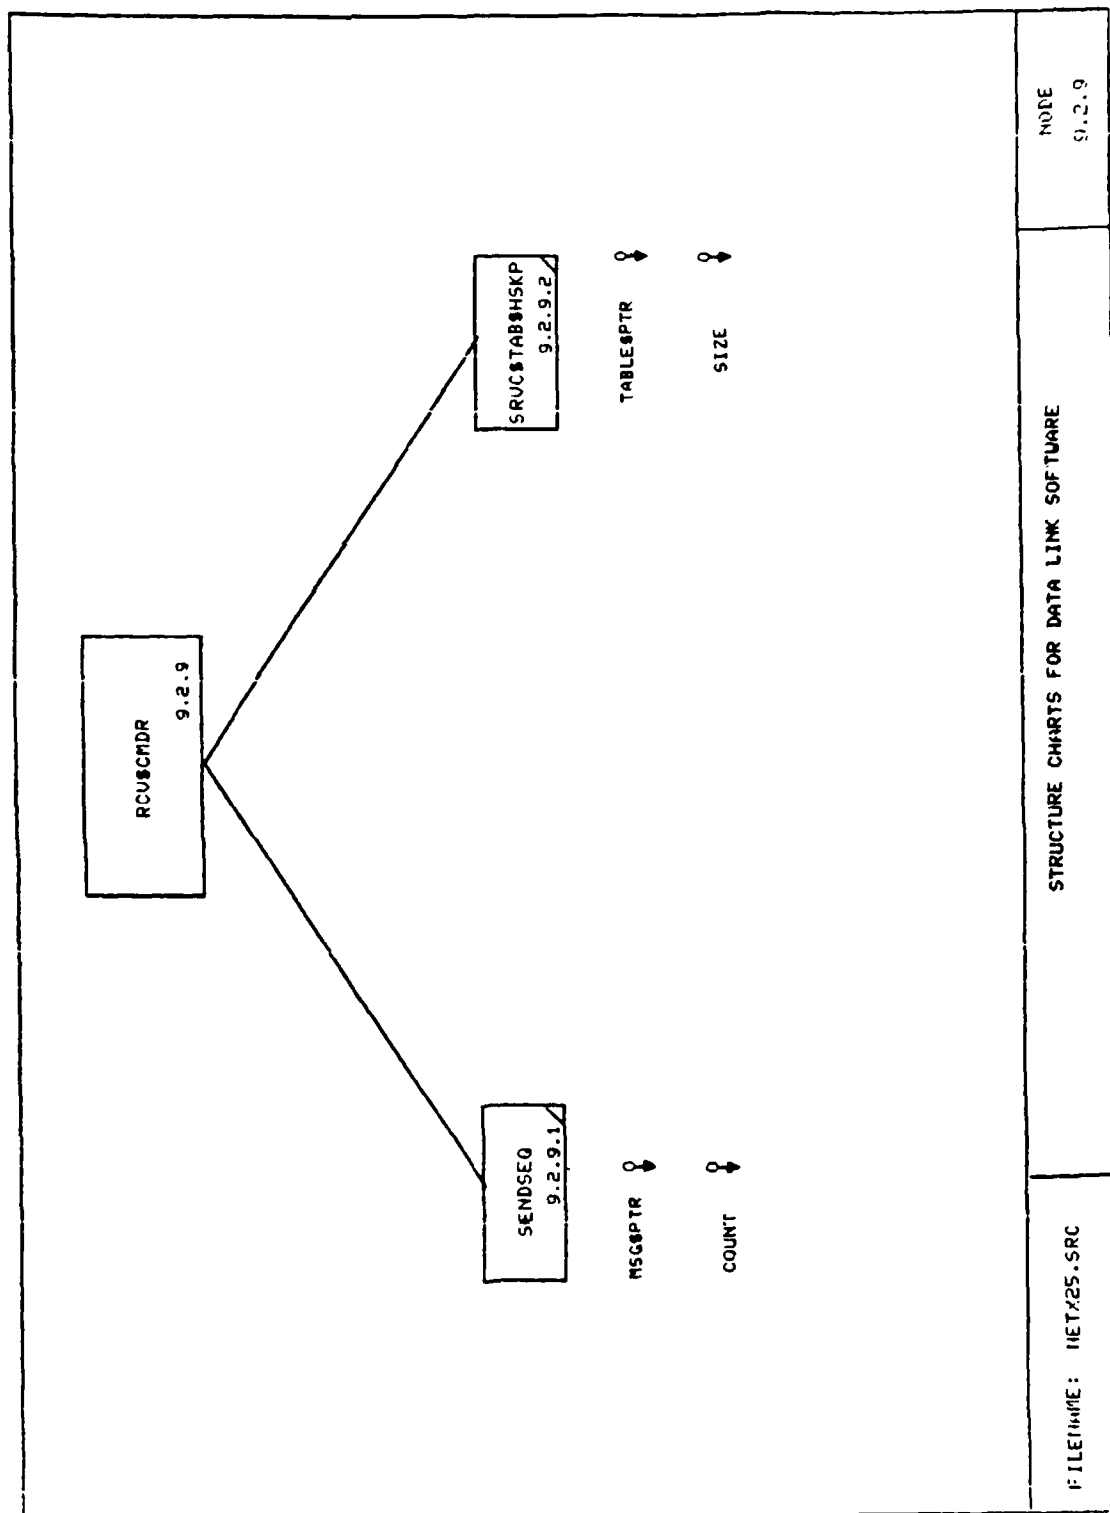 RCV$CMDR
9.2.9
SENDSEQ
9.2.9.1
MSG$PTR
COUNT
SRVC$TAB$HSKP
9.2.9.2
TABLE$PTR
SIZE
FILENAME: NETX25.SRC
STRUCTURE CHARTS FOR DATA LINK SOFTWARE
NODE
9.2.9